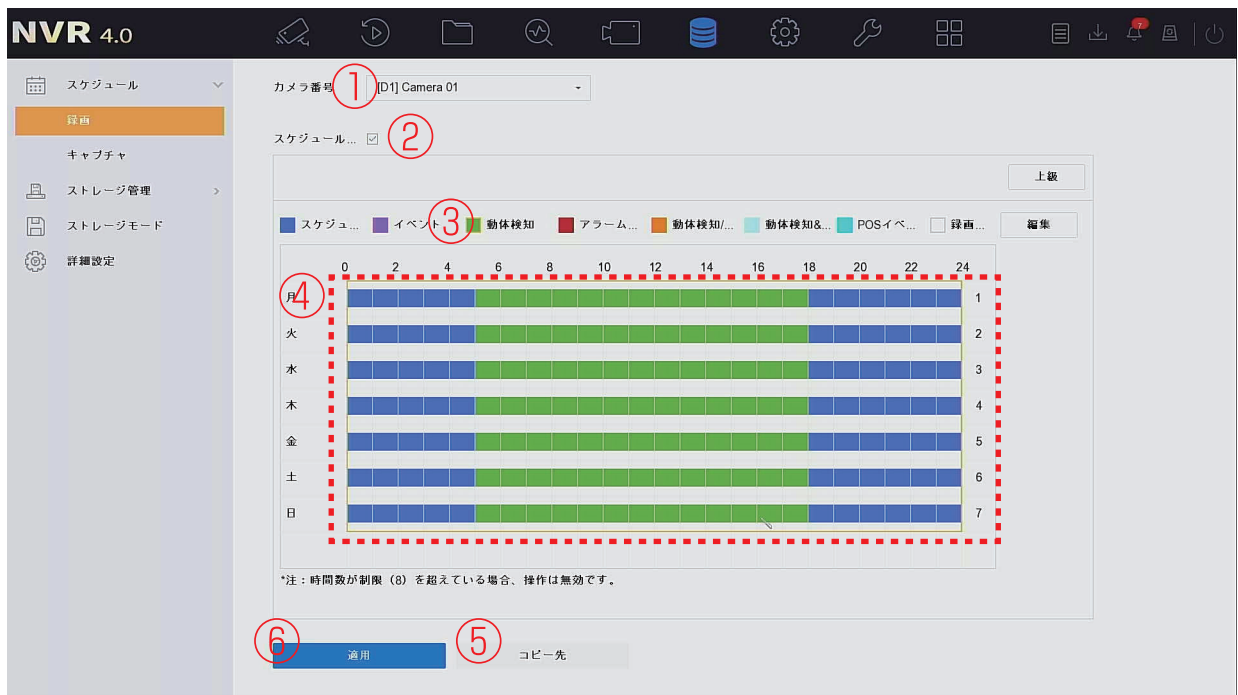 NVR 4.0
7
スケジュール
録画
キャプチャ
ストレージ管理
ストレージモード
詳細設定
カメラ番号 ① [D1] Camera 01
スケジュール... ②
上級
スケジュ... イベント ③ 動体検知 アラーム... 動体検知/... 動体検知&... POSイベ... 録画... 編集
0 2 4 6 8 10 12 14 16 18 20 22 24
④ 月 1
火 2
水 3
木 4
金 5
土 6
日 7
*注：時間数が制限（8）を超えている場合、操作は無効です。
⑥ 適用 ⑤ コピー先